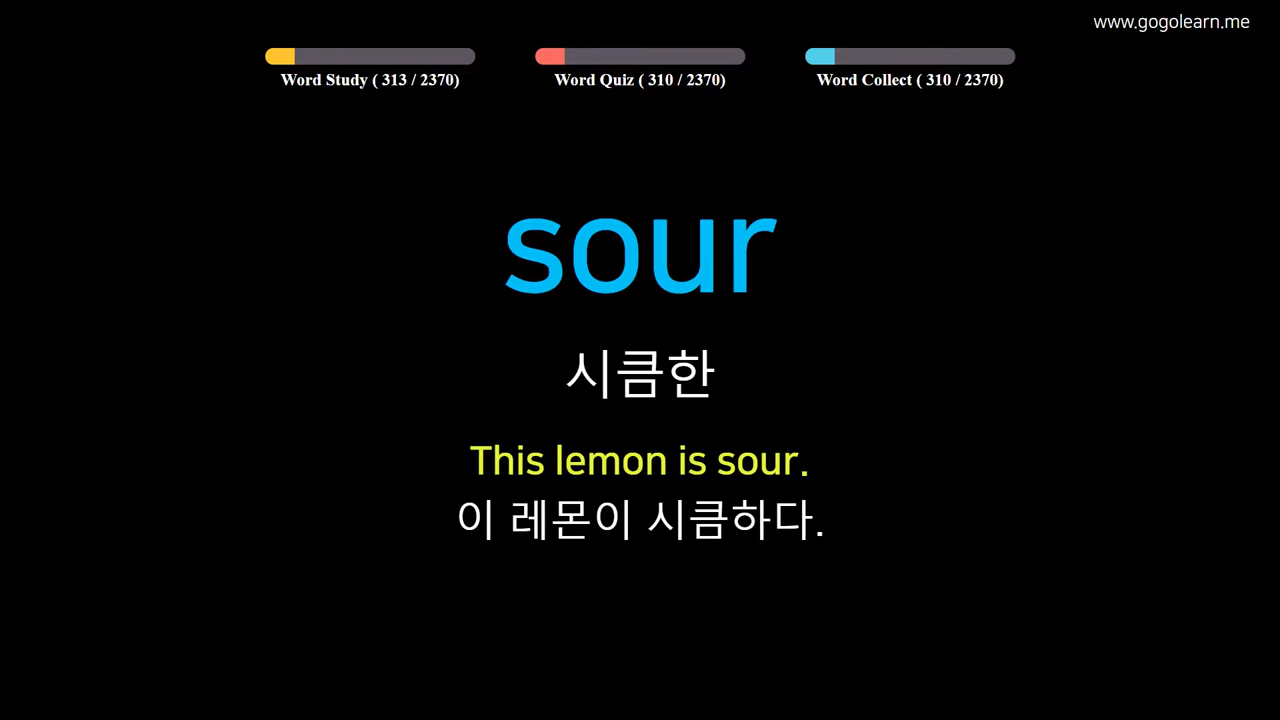 www.gogolearn.me
Word Study ( 313 / 2370)
Word Quiz ( 310 / 2370)
Word Collect ( 310 / 2370)
sour
시큼한
This lemon is sour.
이 레몬이 시큼하다.